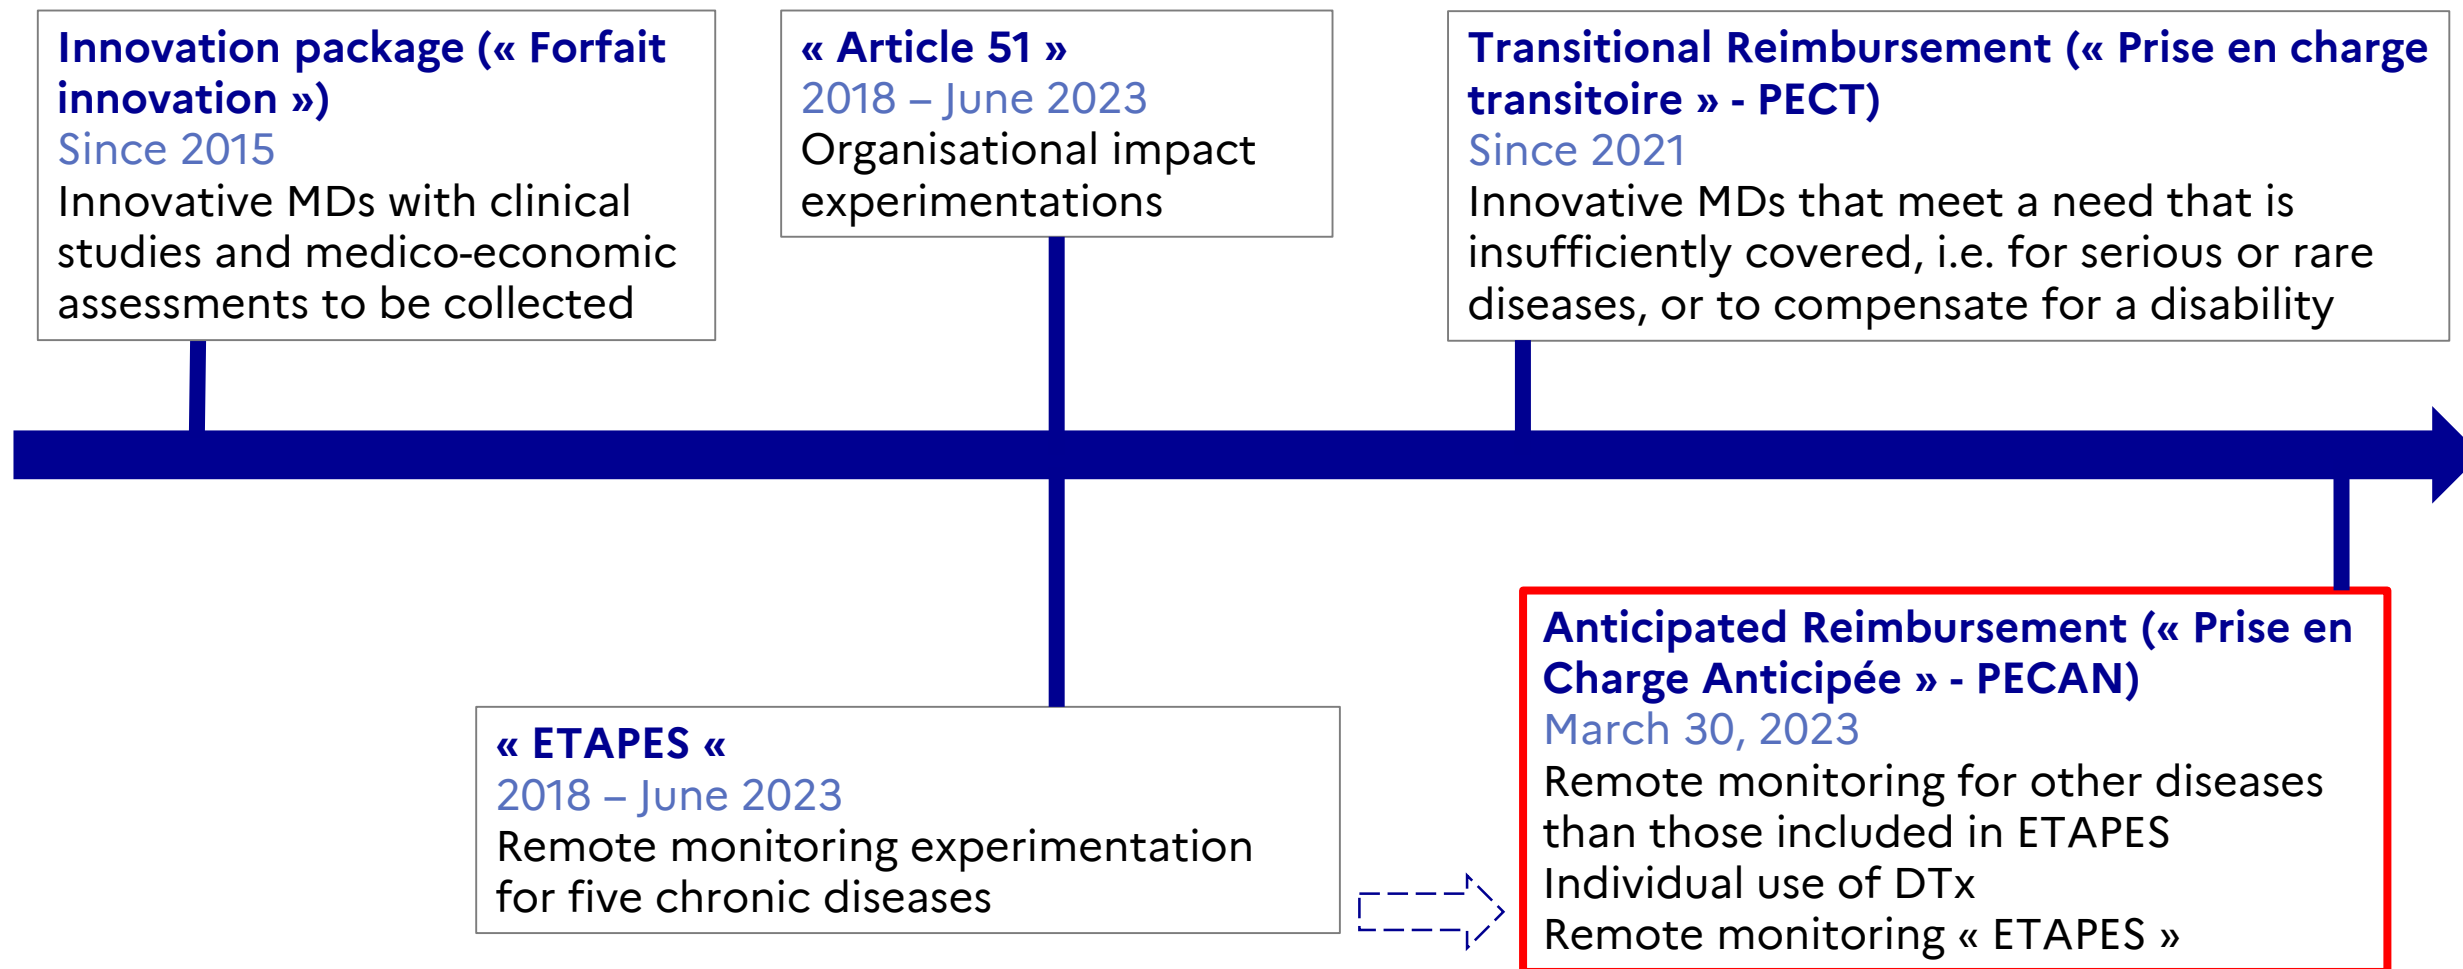 Innovation package (« Forfait
innovation »)
Since 2015
Innovative MDs with clinical
studies and medico-economic
assessments to be collected
« Article 51 »
2018 – June 2023
Organisational impact
experimentations
Transitional Reimbursement (« Prise en charge
transitoire » - PECT)
Since 2021
Innovative MDs that meet a need that is
insufficiently covered, i.e. for serious or rare
diseases, or to compensate for a disability
« ETAPES «
2018 – June 2023
Remote monitoring experimentation
for five chronic diseases
Anticipated Reimbursement (« Prise en
Charge Anticipée » - PECAN)
March 30, 2023
Remote monitoring for other diseases
than those included in ETAPES
Individual use of DTx
Remote monitoring « ETAPES »